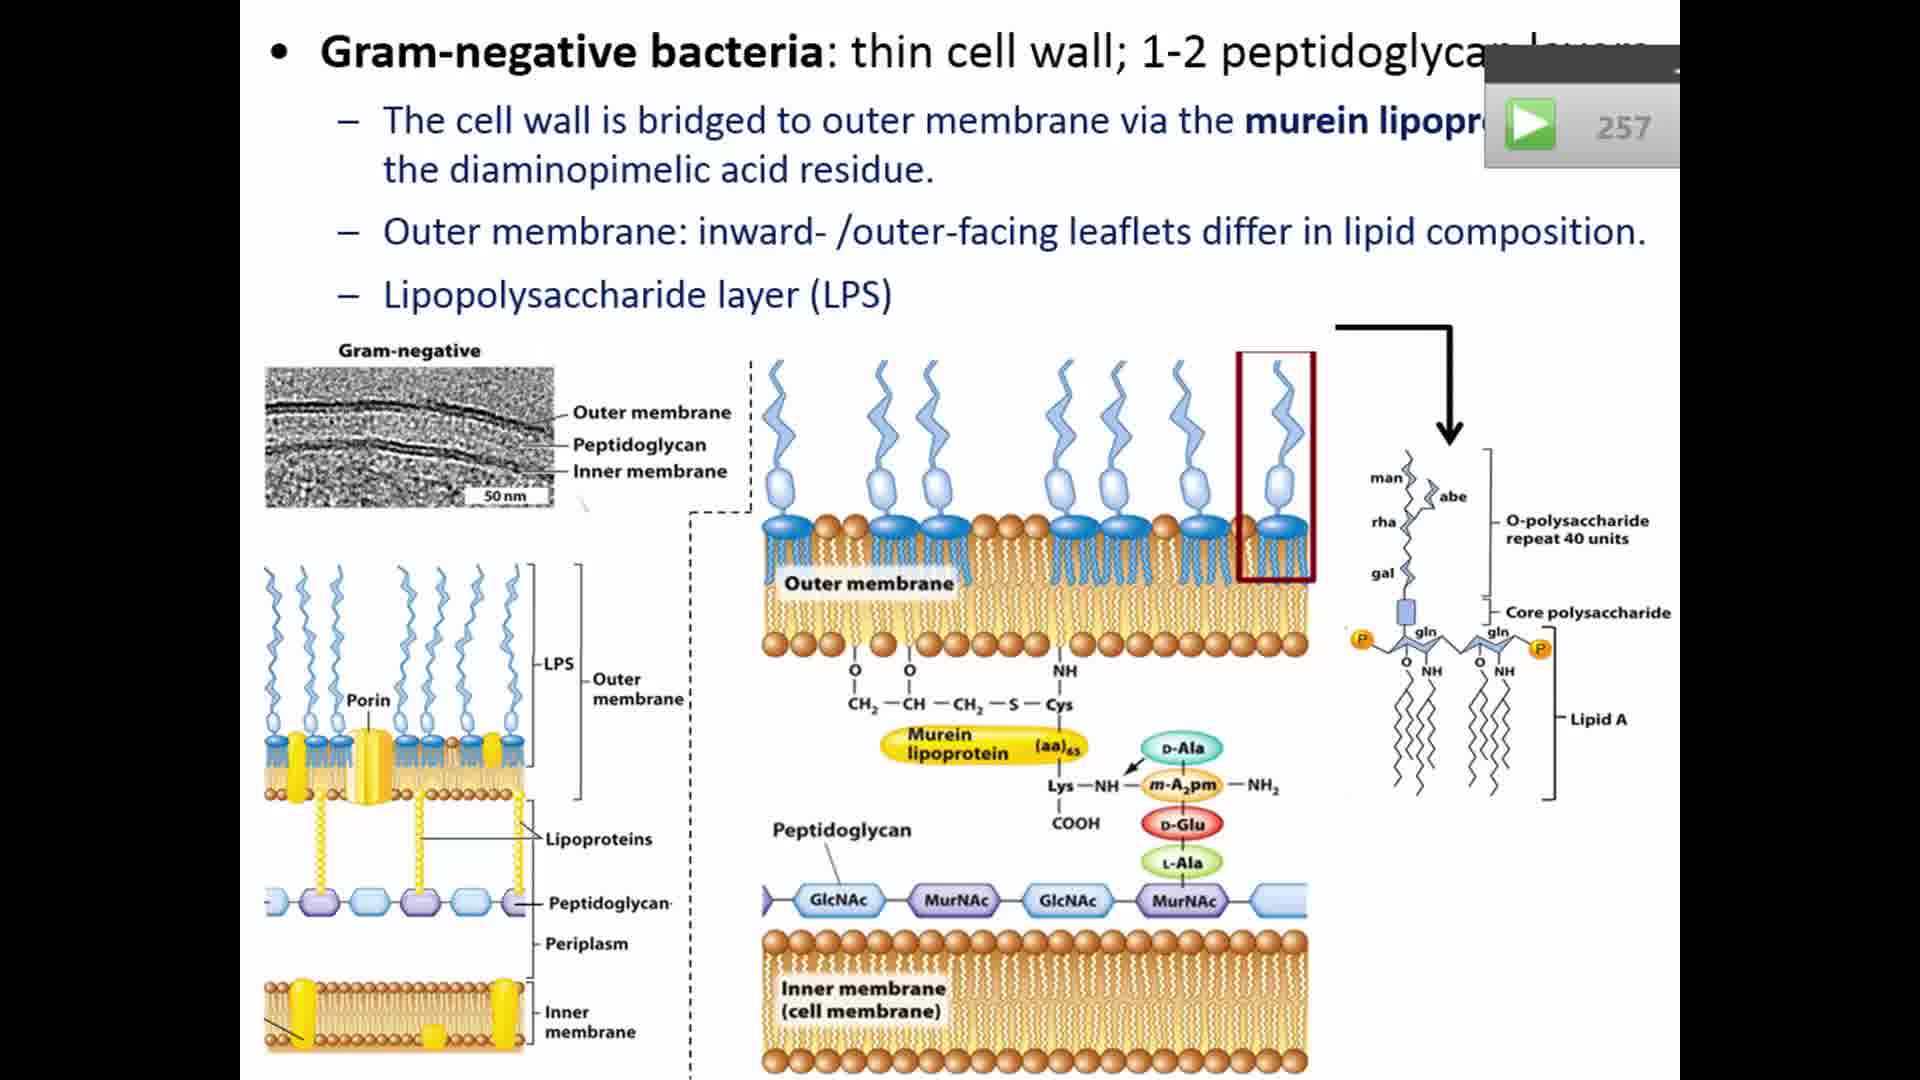 • Gram-negative bacteria: thin cell wall; 1-2 peptidoglycan layers
– The cell wall is bridged to outer membrane via the murein
the diaminopimelic acid residue.
– Outer membrane: inward- /outer-facing leaflets differ in lipid composition.
– Lipopolysaccharide layer (LPS)
257
Gram-negative
Outer membrane
Peptidoglycan
Inner membrane
50 nm
LPS
Outer
membrane
Porin
Lipoproteins
Peptidoglycan
Periplasm
Inner
membrane
Outer membrane
O
O
NH
CH₂ — CH — CH₂ — S — Cys
Murein
lipoprotein
(aa)₆₅
D-Ala
Lys — NH — m-A₂pm — NH₂
COOH
D-Glu
L-Ala
Peptidoglycan
GlcNAc
MurNAc
GlcNAc
MurNAc
Inner membrane
(cell membrane)
man
abe
rha
gal
O-polysaccharide
repeat 40 units
Core polysaccharide
P
gln
gln
P
O
NH
O
NH
Lipid A